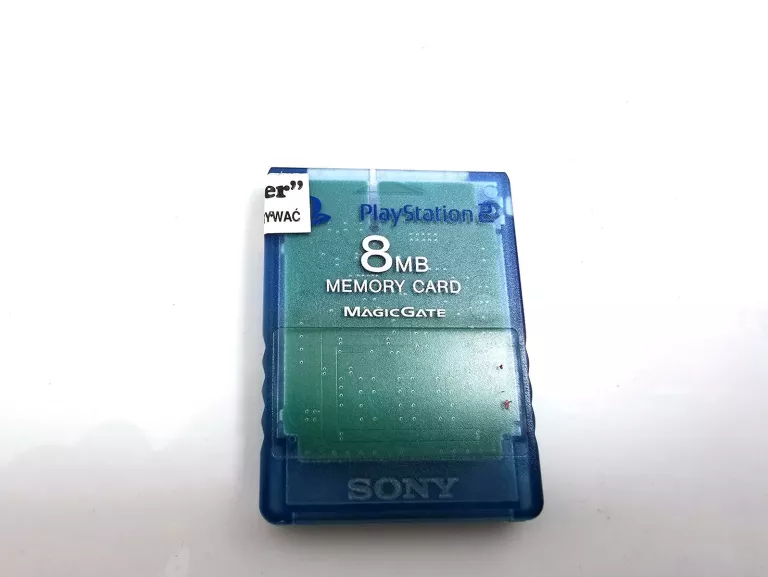 er”
YWAĆ
PlayStation 2
8MB
MEMORY CARD
MAGICGATE
SONY